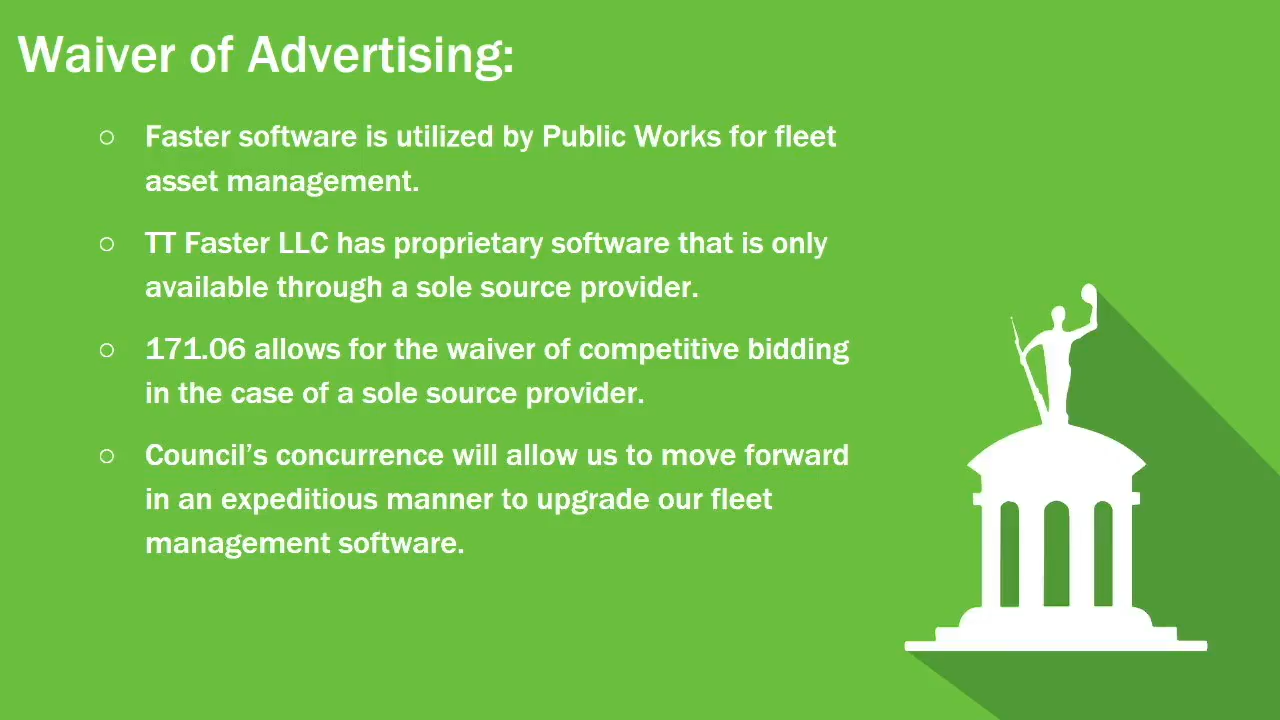 Waiver of Advertising:
○ Faster software is utilized by Public Works for fleet
asset management.
○ TT Faster LLC has proprietary software that is only
available through a sole source provider.
○ 171.06 allows for the waiver of competitive bidding
in the case of a sole source provider.
○ Council’s concurrence will allow us to move forward
in an expeditious manner to upgrade our fleet
management software.